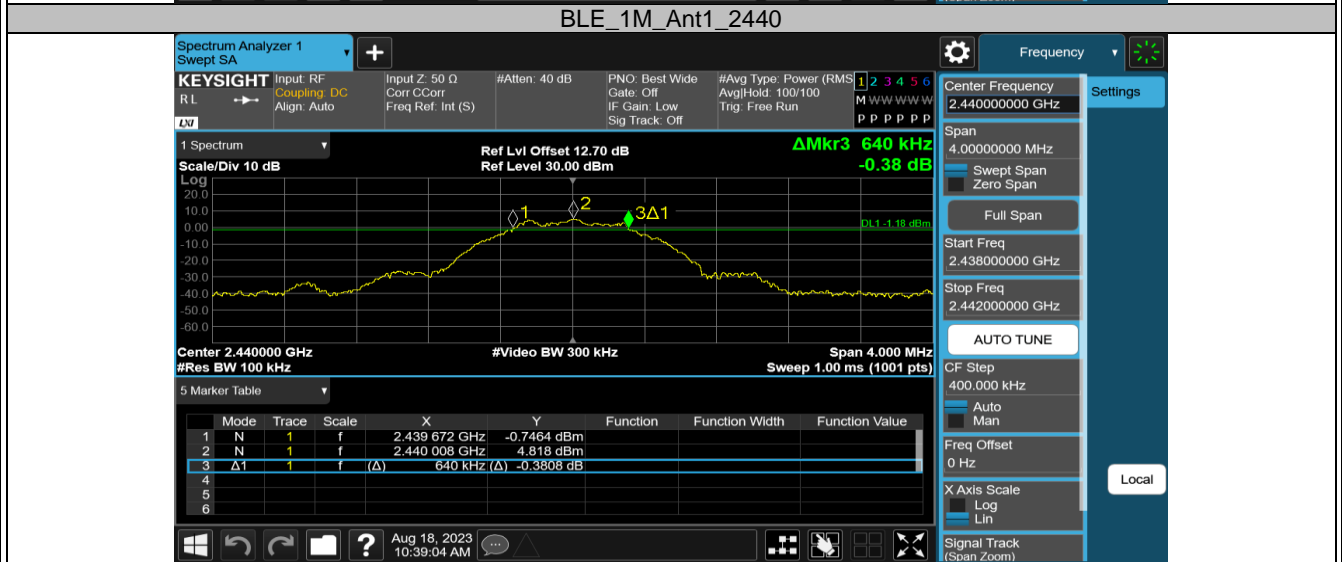 BLE_1M_Ant1_2440
Spectrum Analyzer 1
Swept SA
+
Frequency
KEYSIGHT
R L
LXI
Input: RF
Coupling: DC
Align: Auto
Input Z: 50 Ω
Corr CCorr
Freq Ref: Int (S)
#Atten: 40 dB
PNO: Best Wide
Gate: Off
IF Gain: Low
Sig Track: Off
#Avg Type: Power (RMS
Avg|Hold: 100/100
Trig: Free Run
1 2 3 4 5 6
M W W W W W
P P P P P P
Center Frequency
2.440000000 GHz
Settings
1 Spectrum
Scale/Div 10 dB
Ref Lvl Offset 12.70 dB
Ref Level 30.00 dBm
ΔMkr3 640 kHz
-0.38 dB
Span
4.00000000 MHz
Swept Span
Zero Span
Full Span
Log
20.0
10.0
0.00
-10.0
-20.0
-30.0
-40.0
-50.0
-60.0
1
2
3Δ1
DL1 -1.18 dBm
Start Freq
2.438000000 GHz
Stop Freq
2.442000000 GHz
AUTO TUNE
Center 2.440000 GHz
#Video BW 300 kHz
Span 4.000 MHz
#Res BW 100 kHz
Sweep 1.00 ms (1001 pts)
CF Step
400.000 kHz
Auto
Man
5 Marker Table
Mode Trace Scale X Y Function Function Width Function Value
1 N 1 f 2.439 672 GHz -0.7464 dBm
2 N 1 f 2.440 008 GHz 4.818 dBm
3 Δ1 1 f (Δ) 640 kHz (Δ) -0.3808 dB
4
5
6
Freq Offset
0 Hz
X Axis Scale
Log
Lin
Local
Signal Track
(Span Zoom)
?
Aug 18, 2023
10:39:04 AM